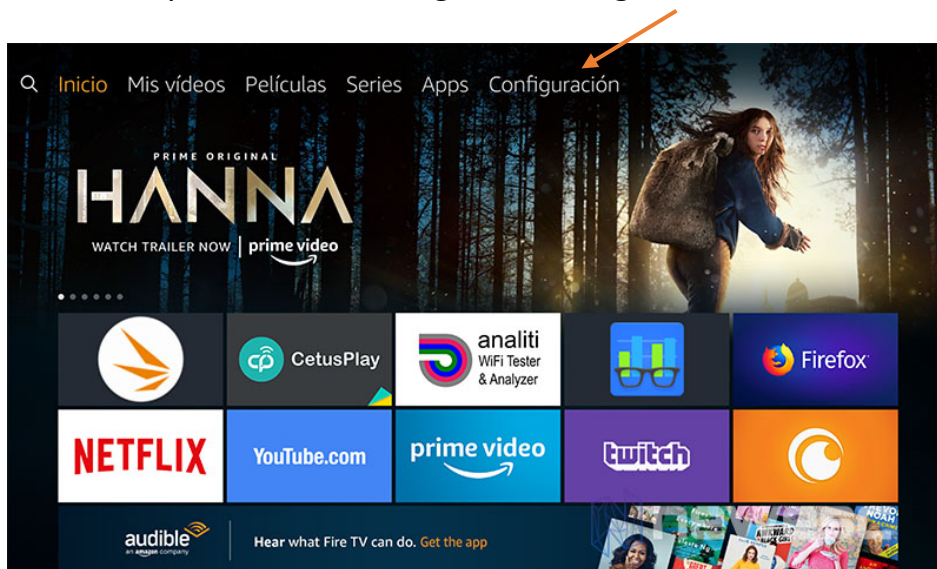 Inicio Mis vídeos Películas Series Apps Configuración
PRIME ORIGINAL
HANNA
WATCH TRAILER NOW | prime video
cp CetusPlay
analiti
WiFi Tester
& Analyzer
Firefox
NETFLIX
YouTube.com
prime video
twitch
audible
an amazon company
Hear what Fire TV can do. Get the app